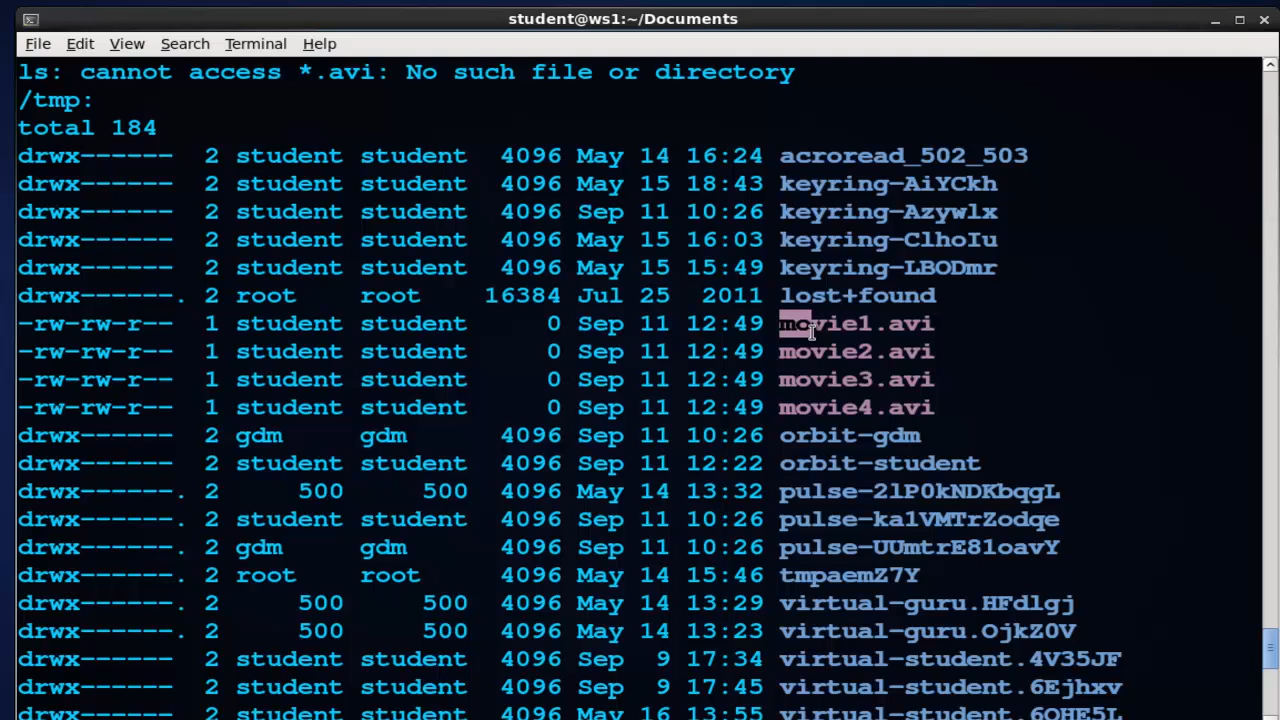 student@ws1:~/Documents
File Edit View Search Terminal Help
ls: cannot access *.avi: No such file or directory
/tmp:
total 184
drwx------ 2 student student 4096 May 14 16:24 acroread_502_503
drwx------ 2 student student 4096 May 15 18:43 keyring-AiYCkh
drwx------ 2 student student 4096 Sep 11 10:26 keyring-Azywlx
drwx------ 2 student student 4096 May 15 16:03 keyring-ClhoIu
drwx------ 2 student student 4096 May 15 15:49 keyring-LBODmr
drwx------. 2 root root 16384 Jul 25 2011 lost+found
-rw-rw-r-- 1 student student 0 Sep 11 12:49 movie1.avi
-rw-rw-r-- 1 student student 0 Sep 11 12:49 movie2.avi
-rw-rw-r-- 1 student student 0 Sep 11 12:49 movie3.avi
-rw-rw-r-- 1 student student 0 Sep 11 12:49 movie4.avi
drwx------ 2 gdm gdm 4096 Sep 11 10:26 orbit-gdm
drwx------ 2 student student 4096 Sep 11 12:22 orbit-student
drwx------. 2 500 500 4096 May 14 13:32 pulse-2lP0kNDKbqgL
drwx------ 2 student student 4096 Sep 11 10:26 pulse-ka1VMTrZodqe
drwx------ 2 gdm gdm 4096 Sep 11 10:26 pulse-UUmtrE81oavY
drwx------ 2 root root 4096 May 14 15:46 tmpaemZ7Y
drwx------. 2 500 500 4096 May 14 13:29 virtual-guru.HFdlgj
drwx------. 2 500 500 4096 May 14 13:23 virtual-guru.OjkZ0V
drwx------ 2 student student 4096 Sep 9 17:34 virtual-student.4V35JF
drwx------ 2 student student 4096 Sep 9 17:45 virtual-student.6Ejhxv
drwx------ 2 student student 4096 May 16 13:55 virtual-student.6OHE5L